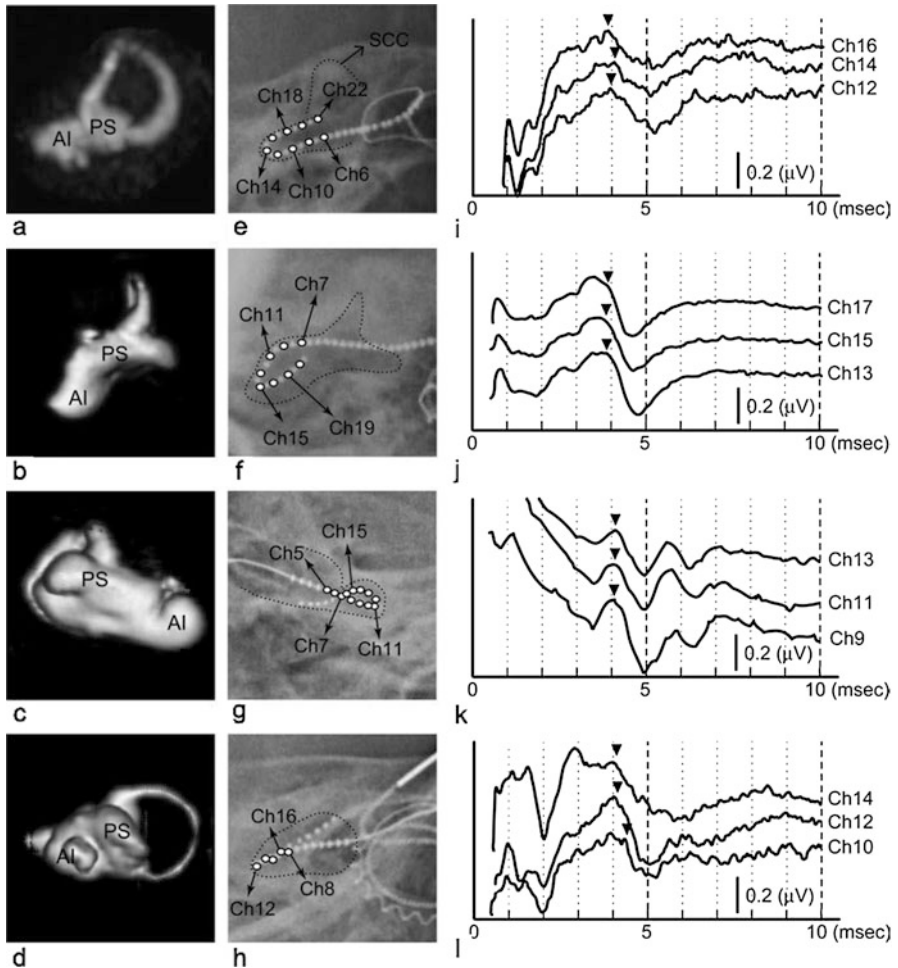 AI PS
a
SCC
Ch18 Ch22
Ch14 Ch10 Ch6
e
Ch16
Ch14
Ch12
0.2 (μV)
0 5 10 (msec)
i
PS
AI
b
Ch7
Ch11
Ch15 Ch19
f
Ch17
Ch15
Ch13
0.2 (μV)
0 5 10 (msec)
j
PS
AI
c
Ch15
Ch5
Ch7 Ch11
g
Ch13
Ch11
Ch9
0.2 (μV)
0 5 10 (msec)
k
PS
AI
d
Ch16
Ch12 Ch8
h
Ch14
Ch12
Ch10
0.2 (μV)
0 5 10 (msec)
l